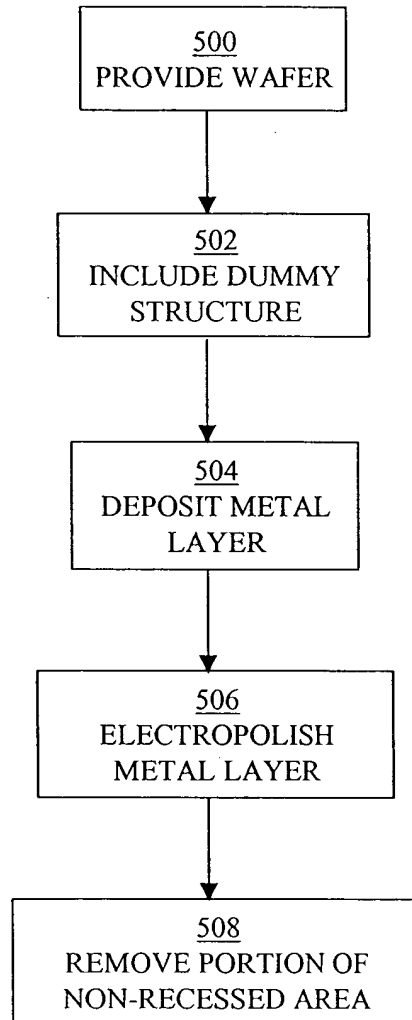 500
PROVIDE WAFER
502
INCLUDE DUMMY
STRUCTURE
504
DEPOSIT METAL
LAYER
506
ELECTROPOLISH
METAL LAYER
508
REMOVE PORTION OF
NON-RECESSED AREA